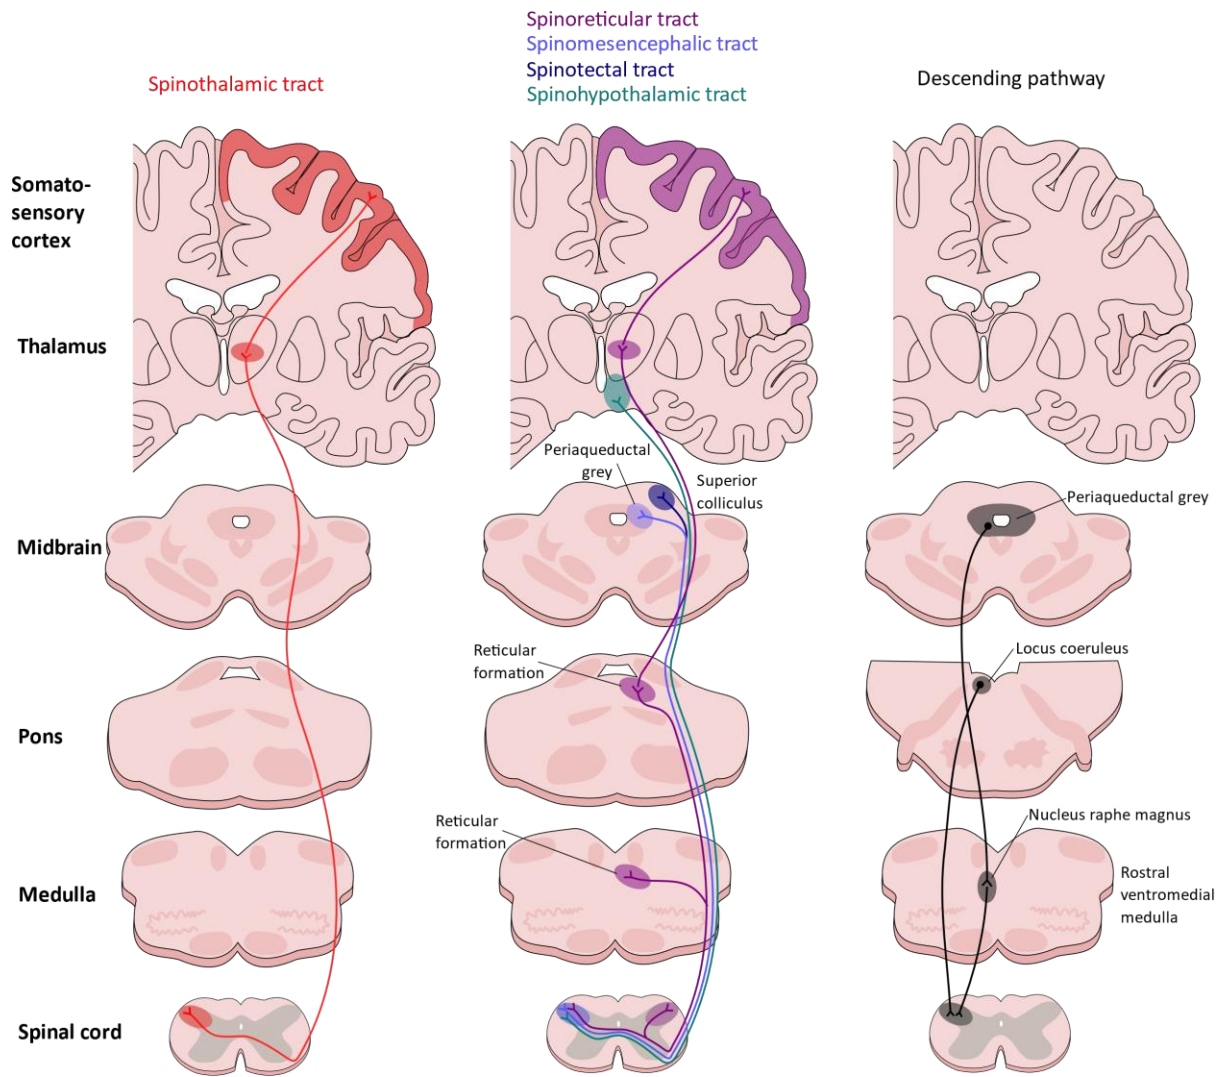 Spinoreticular tract
Spinomesencephalic tract
Spinotectal tract
Spinohypothalamic tract
Spinothalamic tract
Descending pathway
Somato-
sensory
cortex
Thalamus
Periaqueductal
grey
Superior
colliculus
Periaqueductal grey
Midbrain
Reticular
formation
Locus coeruleus
Pons
Reticular
formation
Nucleus raphe magnus
Medulla
Rostral
ventromedial
medulla
Spinal cord